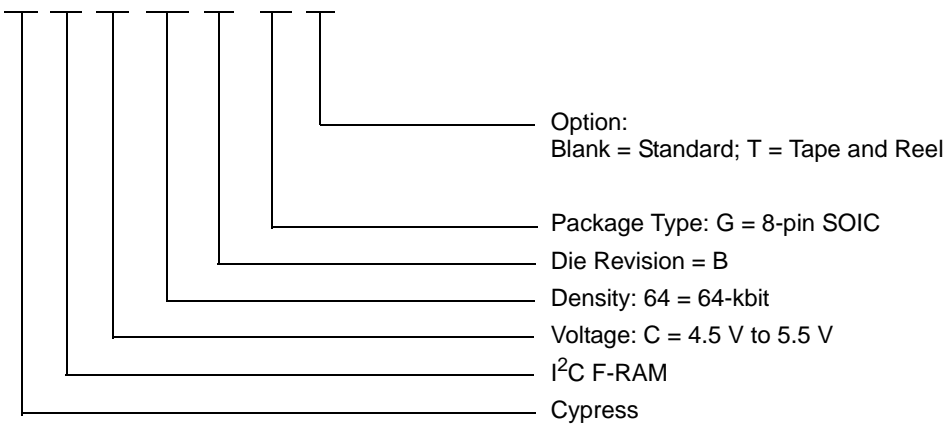 Option:
Blank = Standard; T = Tape and Reel
Package Type: G = 8-pin SOIC
Die Revision = B
Density: 64 = 64-kbit
Voltage: C = 4.5 V to 5.5 V
I²C F-RAM
Cypress